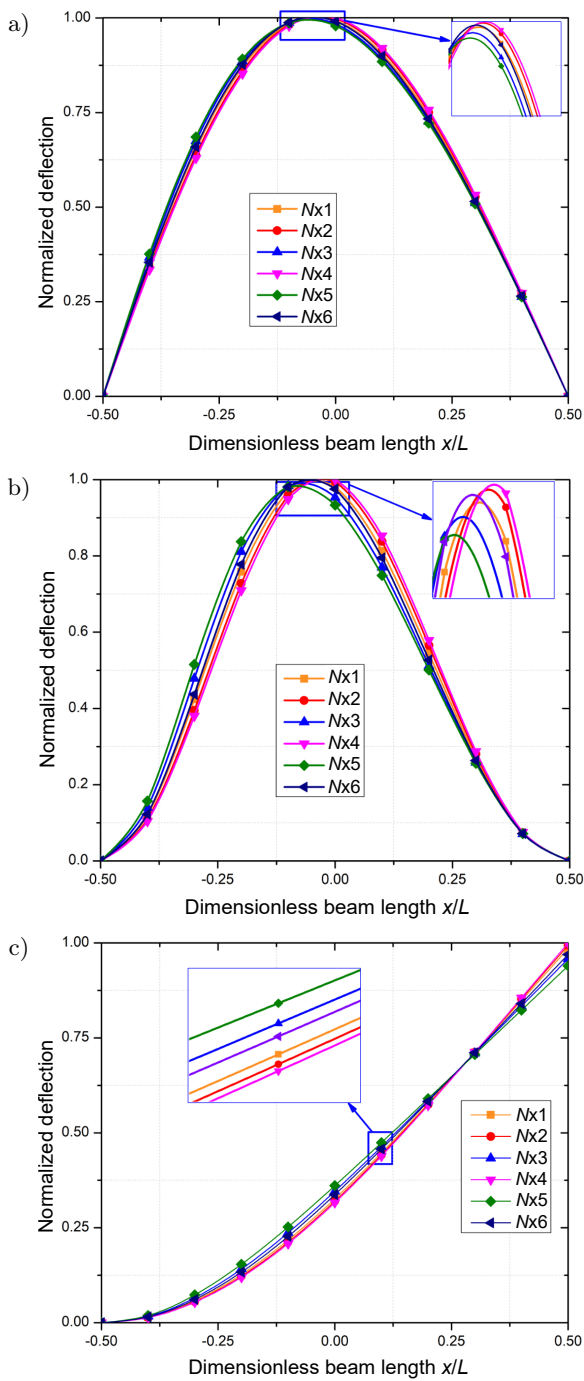 a)
Normalized deflection
1.00
0.75
0.50
0.25
0.00
Nx1
Nx2
Nx3
Nx4
Nx5
Nx6
-0.50
-0.25
0.00
0.25
0.50
Dimensionless beam length x/L
b)
Normalized deflection
1.0
0.8
0.6
0.4
0.2
0.0
Nx1
Nx2
Nx3
Nx4
Nx5
Nx6
-0.50
-0.25
0.00
0.25
0.50
Dimensionless beam length x/L
c)
Normalized deflection
1.00
0.75
0.50
0.25
0.00
Nx1
Nx2
Nx3
Nx4
Nx5
Nx6
-0.50
-0.25
0.00
0.25
0.50
Dimensionless beam length x/L